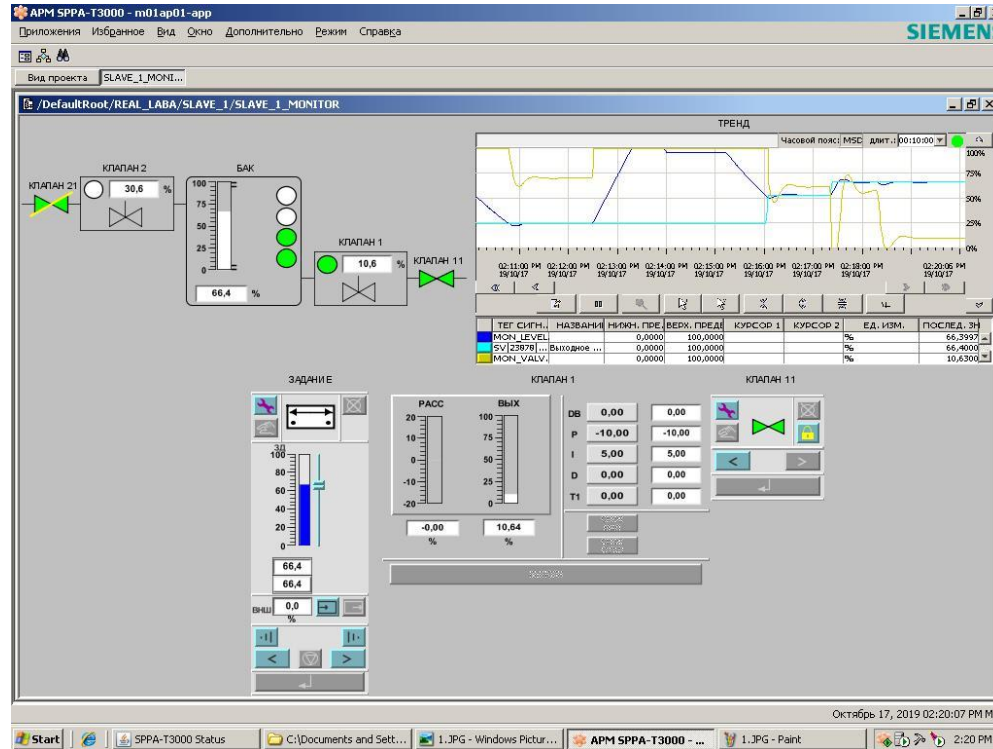 APM SPPA-T3000 - m01ap01-app
Приложения Избранное Вид Окно Дополнительно Режим Справка
SIEMENS
Вид проекта SLAVE_1_MONI...
/DefaultRoot/REAL_LABA/SLAVE_1/SLAVE_1_MONITOR
ТРЕНД
Часовой пояс: MSD длит.: 00:10:00
100%
75%
50%
25%
0%
02:11:00 PM 02:12:00 PM 02:13:00 PM 02:14:00 PM 02:15:00 PM 02:16:00 PM 02:17:00 PM 02:18:00 PM 02:20:05 PM
19/10/17 19/10/17 19/10/17 19/10/17 19/10/17 19/10/17 19/10/17 19/10/17 19/10/17
КЛАПАН 21
КЛАПАН 2
30,6 %
БАК
100
75
50
25
0
66,4 %
КЛАПАН 1
10,6 %
КЛАПАН 11
ТЕГ СИГН.. НАЗВАНИ НИЖН. ПРЕ, ВЕРХ. ПРЕДЕ КУРСОР 1 КУРСОР 2 ЕД. ИЗМ. ПОСЛЕД. ЗН
MON_LEVEL 0,0000 100,0000 % 66,3997
SV|23878|... Выходное ... 0,0000 100,0000 % 66,4000
MON_VALV. 0,0000 100,0000 % 10,6300
ЗАДАНИЕ
ЗД
100
80
60
40
20
0
66,4
66,4
ВНШ 0,0
%
< >
КЛАПАН 1
РАСС ВЫХ
20 100
10 75
0 50
-10 25
-20 0
-0,00 10,64
% %
DB 0,00 0,00
P -10,00 -10,00
I 5,00 5,00
D 0,00 0,00
T1 0,00 0,00
КЛАПАН 11
< >
Октябрь 17, 2019 02:20:07 PM M
Start SPPA-T3000 Status C:\Documents and Sett... 1.JPG - Windows Pictur... APM SPPA-T3000 - ... 1.JPG - Paint 2:20 PM